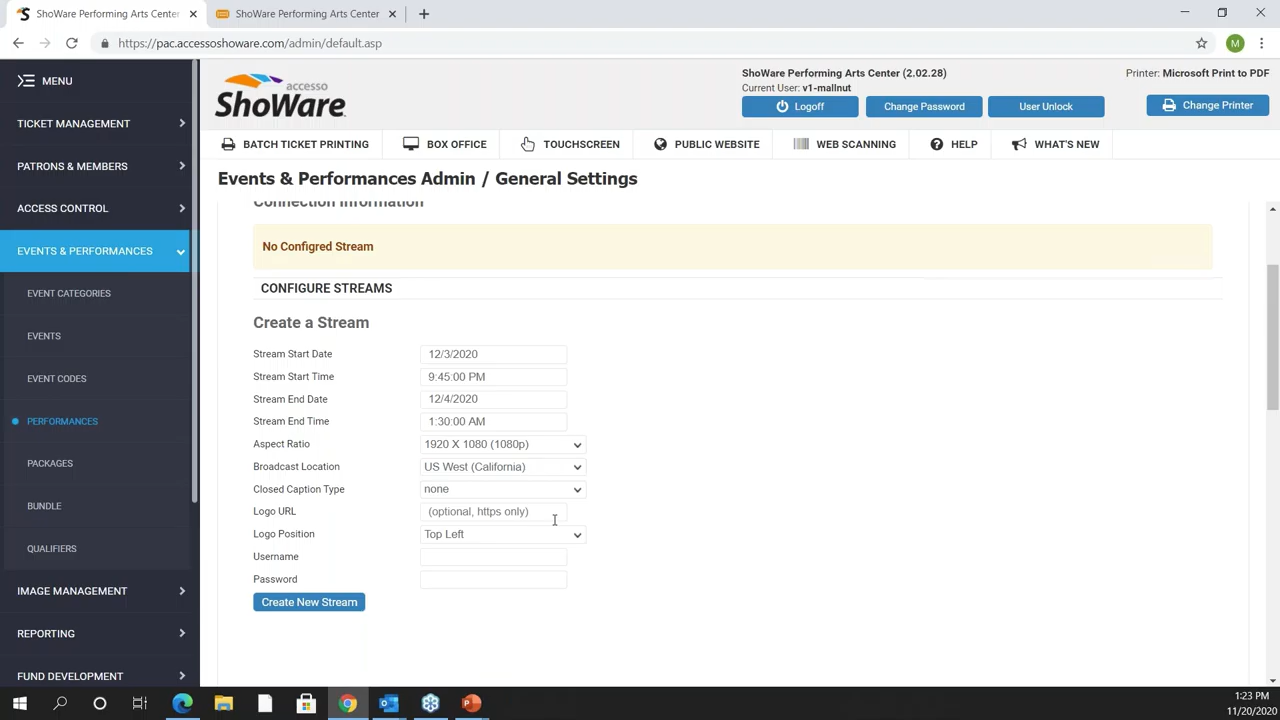 ShoWare Performing Arts Center
ShoWare Performing Arts Center
https://pac.accessoshoware.com/admin/default.asp
M
MENU
TICKET MANAGEMENT
PATRONS & MEMBERS
ACCESS CONTROL
EVENTS & PERFORMANCES
EVENT CATEGORIES
EVENTS
EVENT CODES
PERFORMANCES
PACKAGES
BUNDLE
QUALIFIERS
IMAGE MANAGEMENT
REPORTING
FUND DEVELOPMENT
accesso
ShoWare
ShoWare Performing Arts Center (2.02.28)
Current User: v1-mallnut
Logoff
Change Password
User Unlock
Printer: Microsoft Print to PDF
Change Printer
BATCH TICKET PRINTING
BOX OFFICE
TOUCHSCREEN
PUBLIC WEBSITE
WEB SCANNING
HELP
WHAT'S NEW
Events & Performances Admin / General Settings
Connection Information
No Configred Stream
CONFIGURE STREAMS
Create a Stream
Stream Start Date 12/3/2020
Stream Start Time 9:45:00 PM
Stream End Date 12/4/2020
Stream End Time 1:30:00 AM
Aspect Ratio 1920 X 1080 (1080p)
Broadcast Location US West (California)
Closed Caption Type none
Logo URL (optional, https only)
Logo Position Top Left
Username
Password
Create New Stream
1:23 PM
11/20/2020